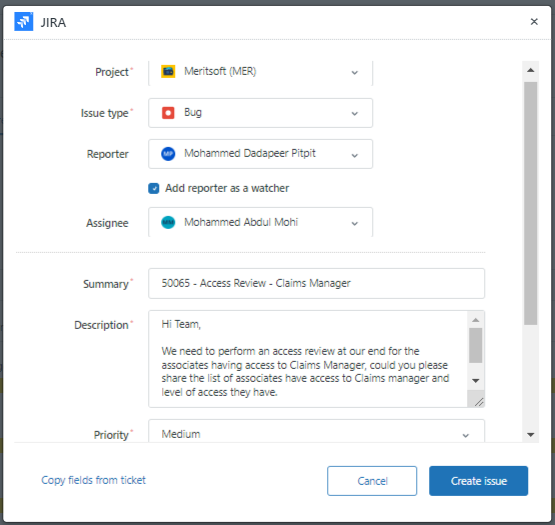 JIRA
Project*
Meritsoft (MER)
Issue type*
Bug
Reporter
MP
Mohammed Dadapeer Pitpit
Add reporter as a watcher
Assignee
MM
Mohammed Abdul Mohi
Summary*
50065 - Access Review - Claims Manager
Description*
Hi Team,
We need to perform an access review at our end for the
associates having access to Claims Manager, could you please
share the list of associates have access to Claims manager and
level of access they have.
Priority*
Medium
Copy fields from ticket
Cancel
Create issue